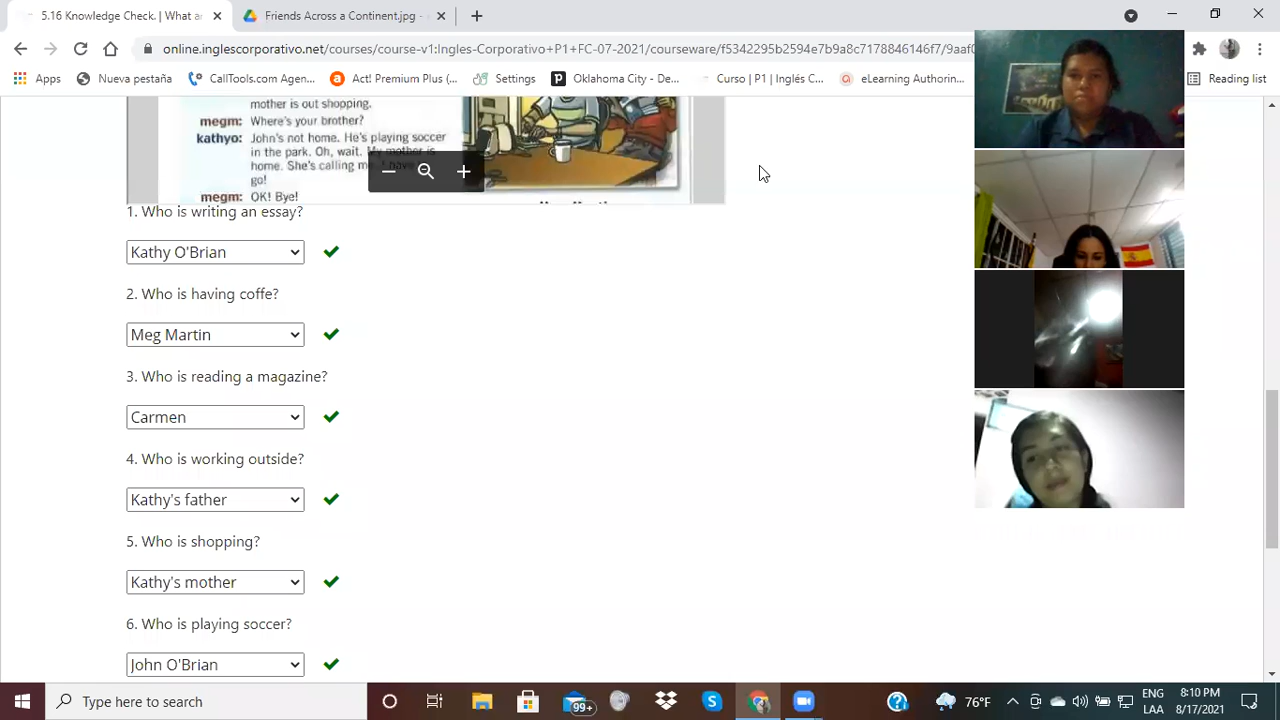 5.16 Knowledge Check. | What a
Friends Across a Continent.jpg -
online.inglescorporativo.net/courses/course-v1:Ingles-Corporativo+P1+FC-07-2021/courseware/f5342295b2594e7b9a8c7178846146f7/9aaf0
Apps
Nueva pestaña
CallTools.com Agen...
Act! Premium Plus (...
Settings
Oklahoma City - De...
Curso | P1 | Inglés C...
eLearning Authorin...
Reading list
mother is out shopping.
megm: Where's your brother?
kathyo: John's not home. He's playing soccer
in the park. Oh, wait. My mother is
home. She's calling me.
go!
megm: OK! Bye!
1. Who is writing an essay?
Kathy O'Brian
2. Who is having coffe?
Meg Martin
3. Who is reading a magazine?
Carmen
4. Who is working outside?
Kathy's father
5. Who is shopping?
Kathy's mother
6. Who is playing soccer?
John O'Brian
Type here to search
99+
76°F
ENG
LAA
8:10 PM
8/17/2021